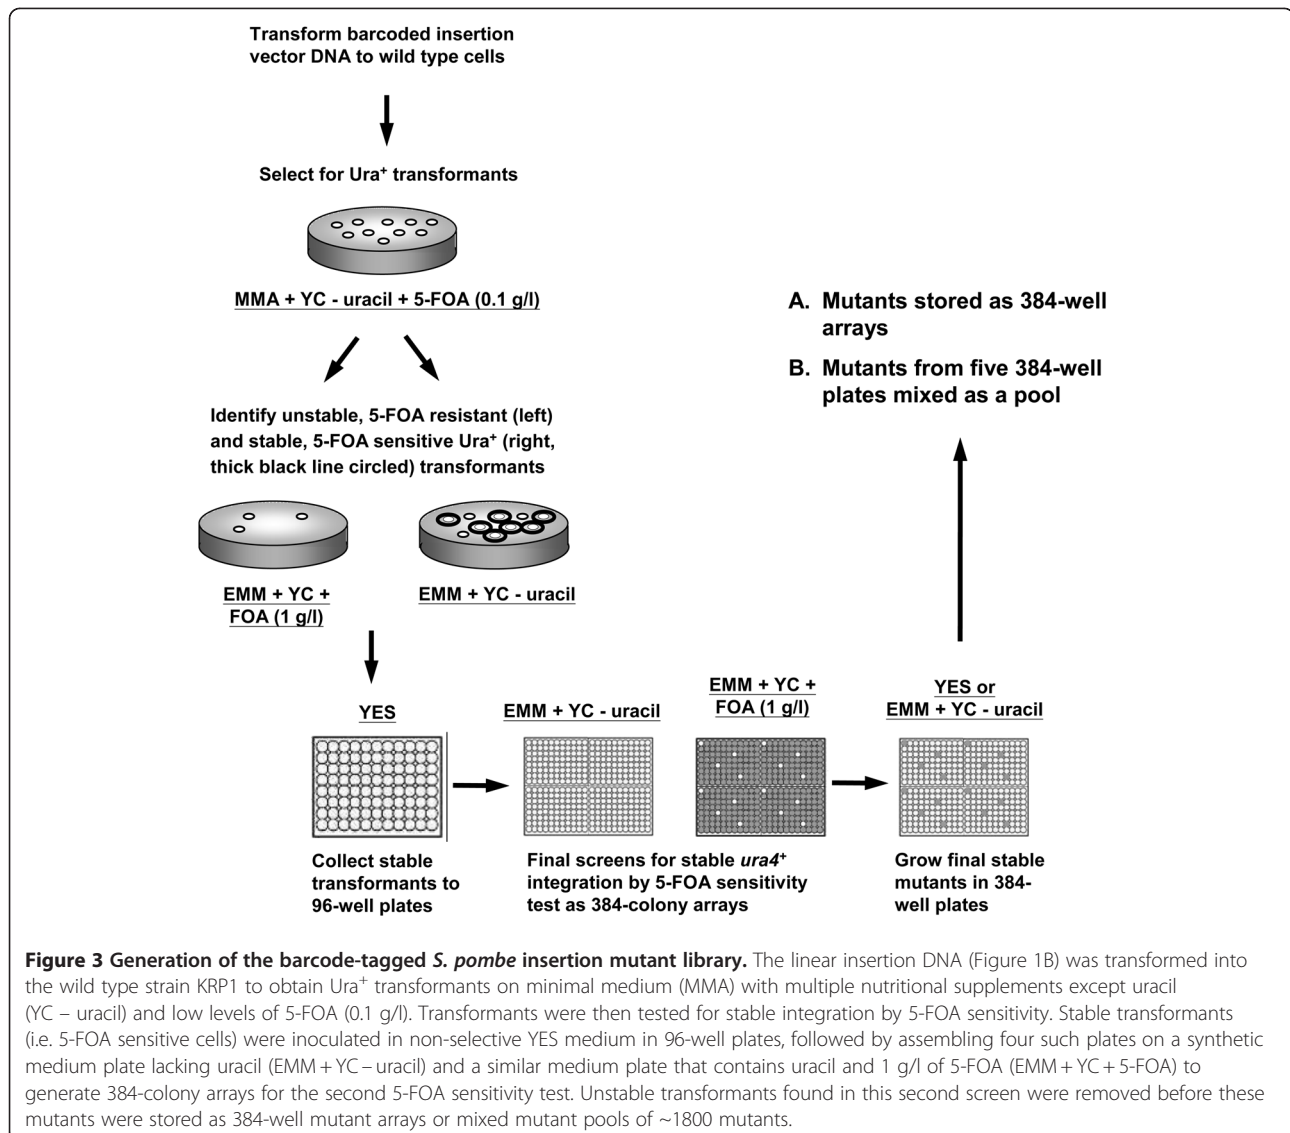 Transform barcoded insertion
vector DNA to wild type cells
Select for Ura⁺ transformants
MMA + YC - uracil + 5-FOA (0.1 g/l)
Identify unstable, 5-FOA resistant (left)
and stable, 5-FOA sensitive Ura⁺ (right,
thick black line circled) transformants
EMM + YC +
FOA (1 g/l)
EMM + YC - uracil
YES
Collect stable
transformants to
96-well plates
EMM + YC - uracil
EMM + YC +
FOA (1 g/l)
Final screens for stable ura4⁺
integration by 5-FOA sensitivity
test as 384-colony arrays
YES or
EMM + YC - uracil
Grow final stable
mutants in 384-
well plates
A. Mutants stored as 384-well
arrays
B. Mutants from five 384-well
plates mixed as a pool
Figure 3 Generation of the barcode-tagged S. pombe insertion mutant library. The linear insertion DNA (Figure 1B) was transformed into
the wild type strain KRP1 to obtain Ura⁺ transformants on minimal medium (MMA) with multiple nutritional supplements except uracil
(YC – uracil) and low levels of 5-FOA (0.1 g/l). Transformants were then tested for stable integration by 5-FOA sensitivity. Stable transformants
(i.e. 5-FOA sensitive cells) were inoculated in non-selective YES medium in 96-well plates, followed by assembling four such plates on a synthetic
medium plate lacking uracil (EMM + YC – uracil) and a similar medium plate that contains uracil and 1 g/l of 5-FOA (EMM + YC + 5-FOA) to
generate 384-colony arrays for the second 5-FOA sensitivity test. Unstable transformants found in this second screen were removed before these
mutants were stored as 384-well mutant arrays or mixed mutant pools of ~1800 mutants.